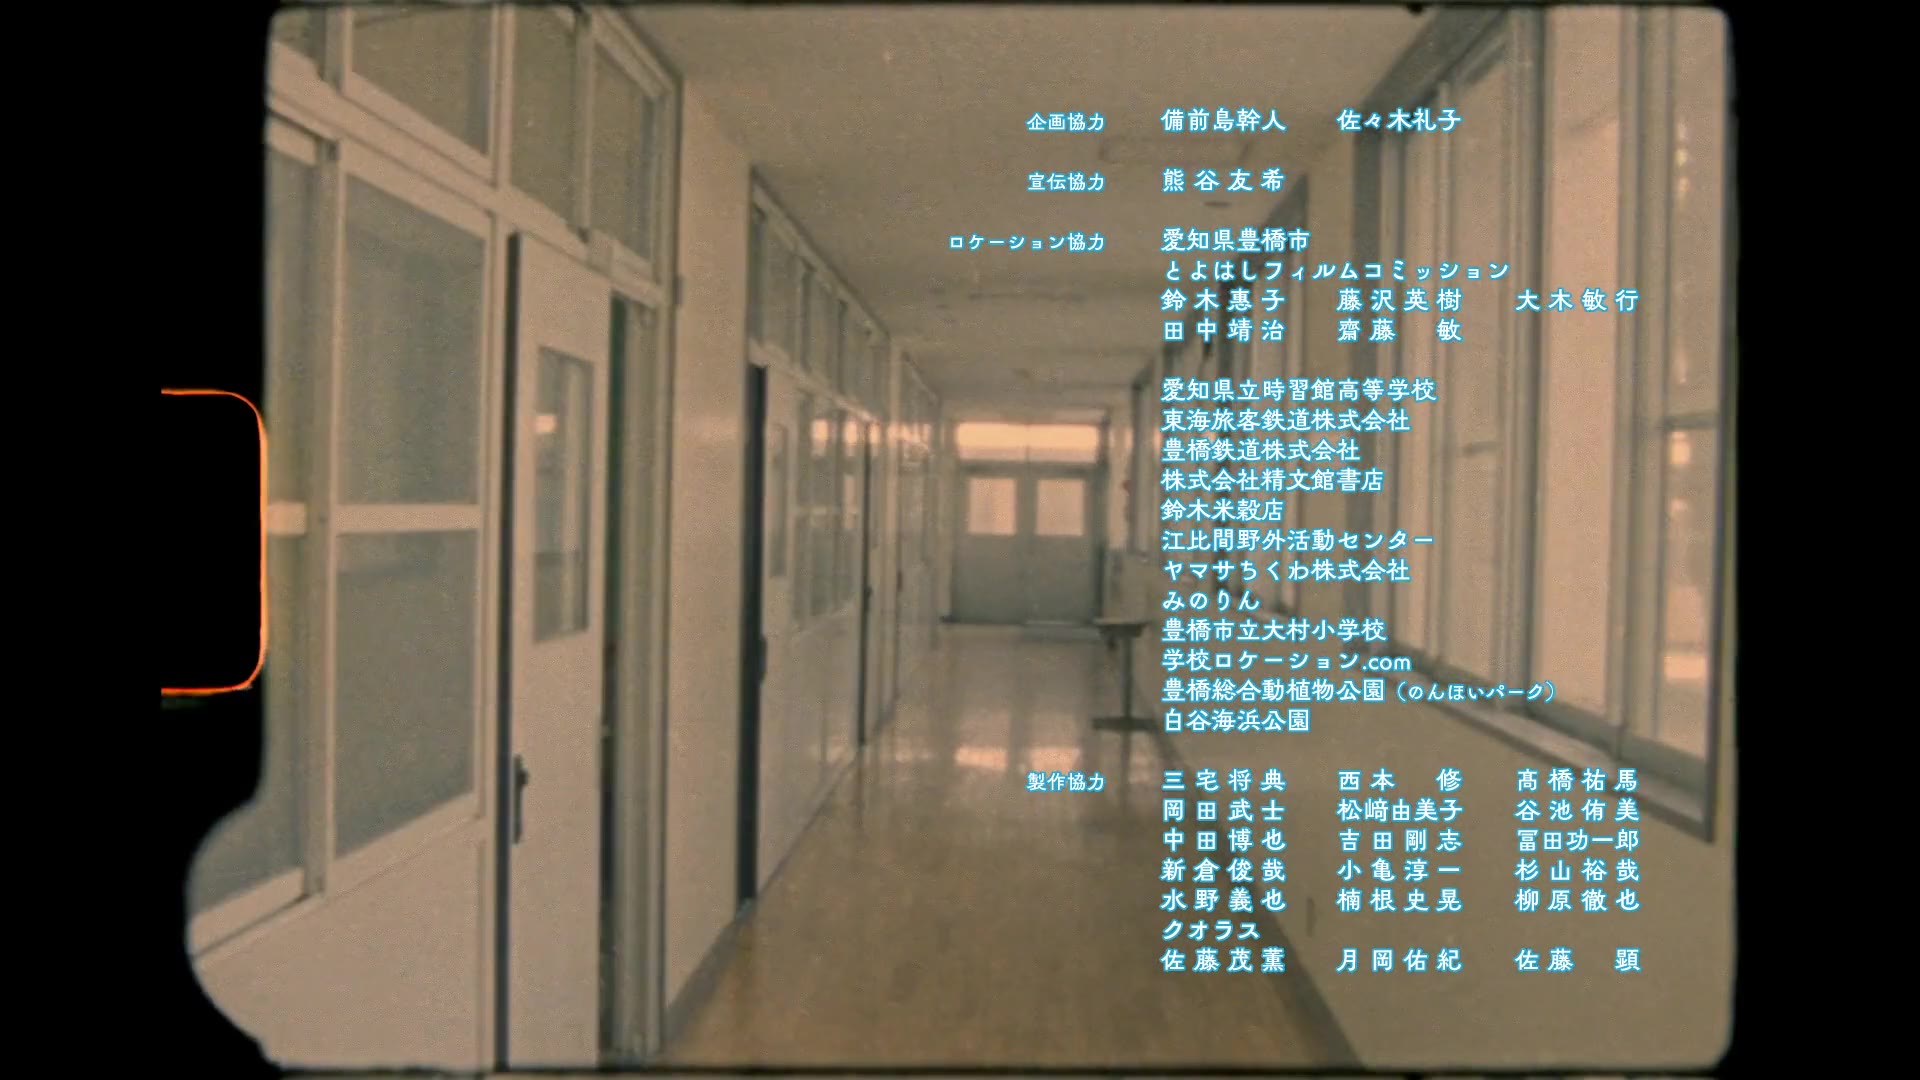 企画協力 備前島幹人 佐々木礼子
宣伝協力 熊谷友希
ロケーション協力 愛知県豊橋市
とよはしフィルムコミッション
鈴木惠子 藤沢英樹 大木敏行
田中靖治 齋藤敏
愛知県立時習館高等学校
東海旅客鉄道株式会社
豊橋鉄道株式会社
株式会社精文館書店
鈴木米穀店
江比間野外活動センター
ヤマサちくわ株式会社
みのりん
豊橋市立大村小学校
学校ロケーション.com
豊橋総合動植物公園（のんほいパーク）
白谷海浜公園
製作協力 三宅将典 西本修 髙橋祐馬
岡田武士 松﨑由美子 谷池侑美
中田博也 吉田剛志 冨田功一郎
新倉俊哉 小亀淳一 杉山裕哉
水野義也 楠根史晃 柳原徹也
クオラス
佐藤茂薫 月岡佑紀 佐藤顕